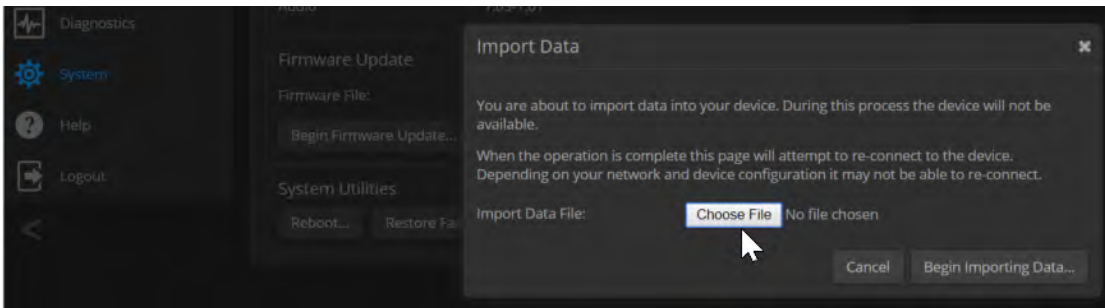 Diagnostics
System
Help
Logout
Audio
Firmware Update
Firmware File:
Begin Firmware Update...
System Utilities
Reboot...
Import Data
You are about to import data into your device. During this process the device will not be
available.
When the operation is complete this page will attempt to re-connect to the device.
Depending on your network and device configuration it may not be able to re-connect.
Import Data File:
Choose File
No file chosen
Cancel
Begin Importing Data...